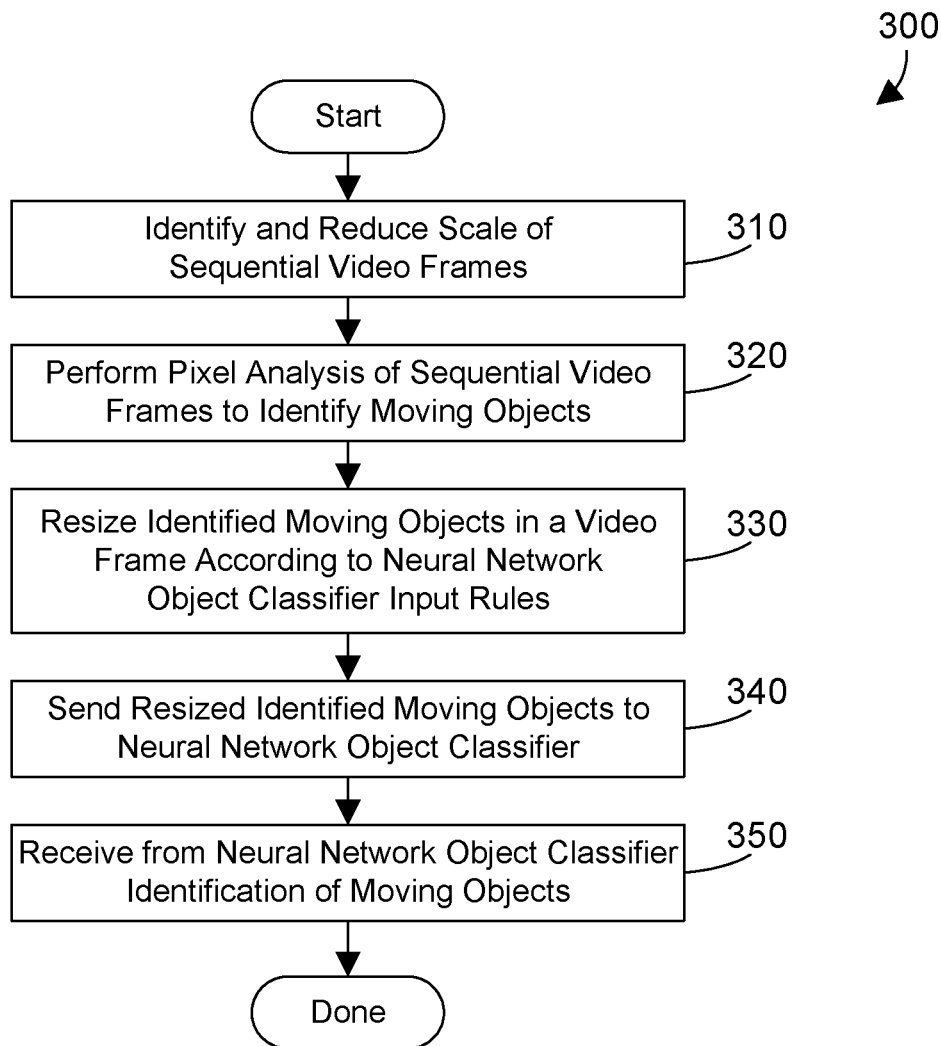 300
Start
Identify and Reduce Scale of
Sequential Video Frames
310
Perform Pixel Analysis of Sequential Video
Frames to Identify Moving Objects
320
Resize Identified Moving Objects in a Video
Frame According to Neural Network
Object Classifier Input Rules
330
Send Resized Identified Moving Objects to
Neural Network Object Classifier
340
Receive from Neural Network Object Classifier
Identification of Moving Objects
350
Done